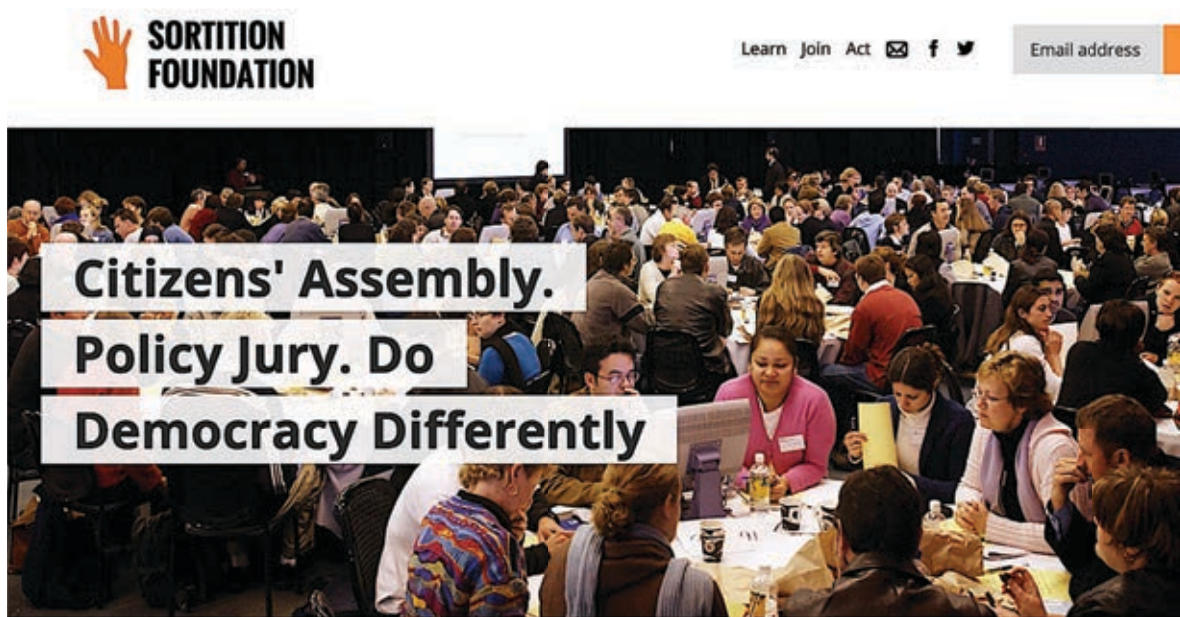 SORTITION
FOUNDATION
Learn Join Act
Email address
Citizens' Assembly.
Policy Jury. Do
Democracy Differently